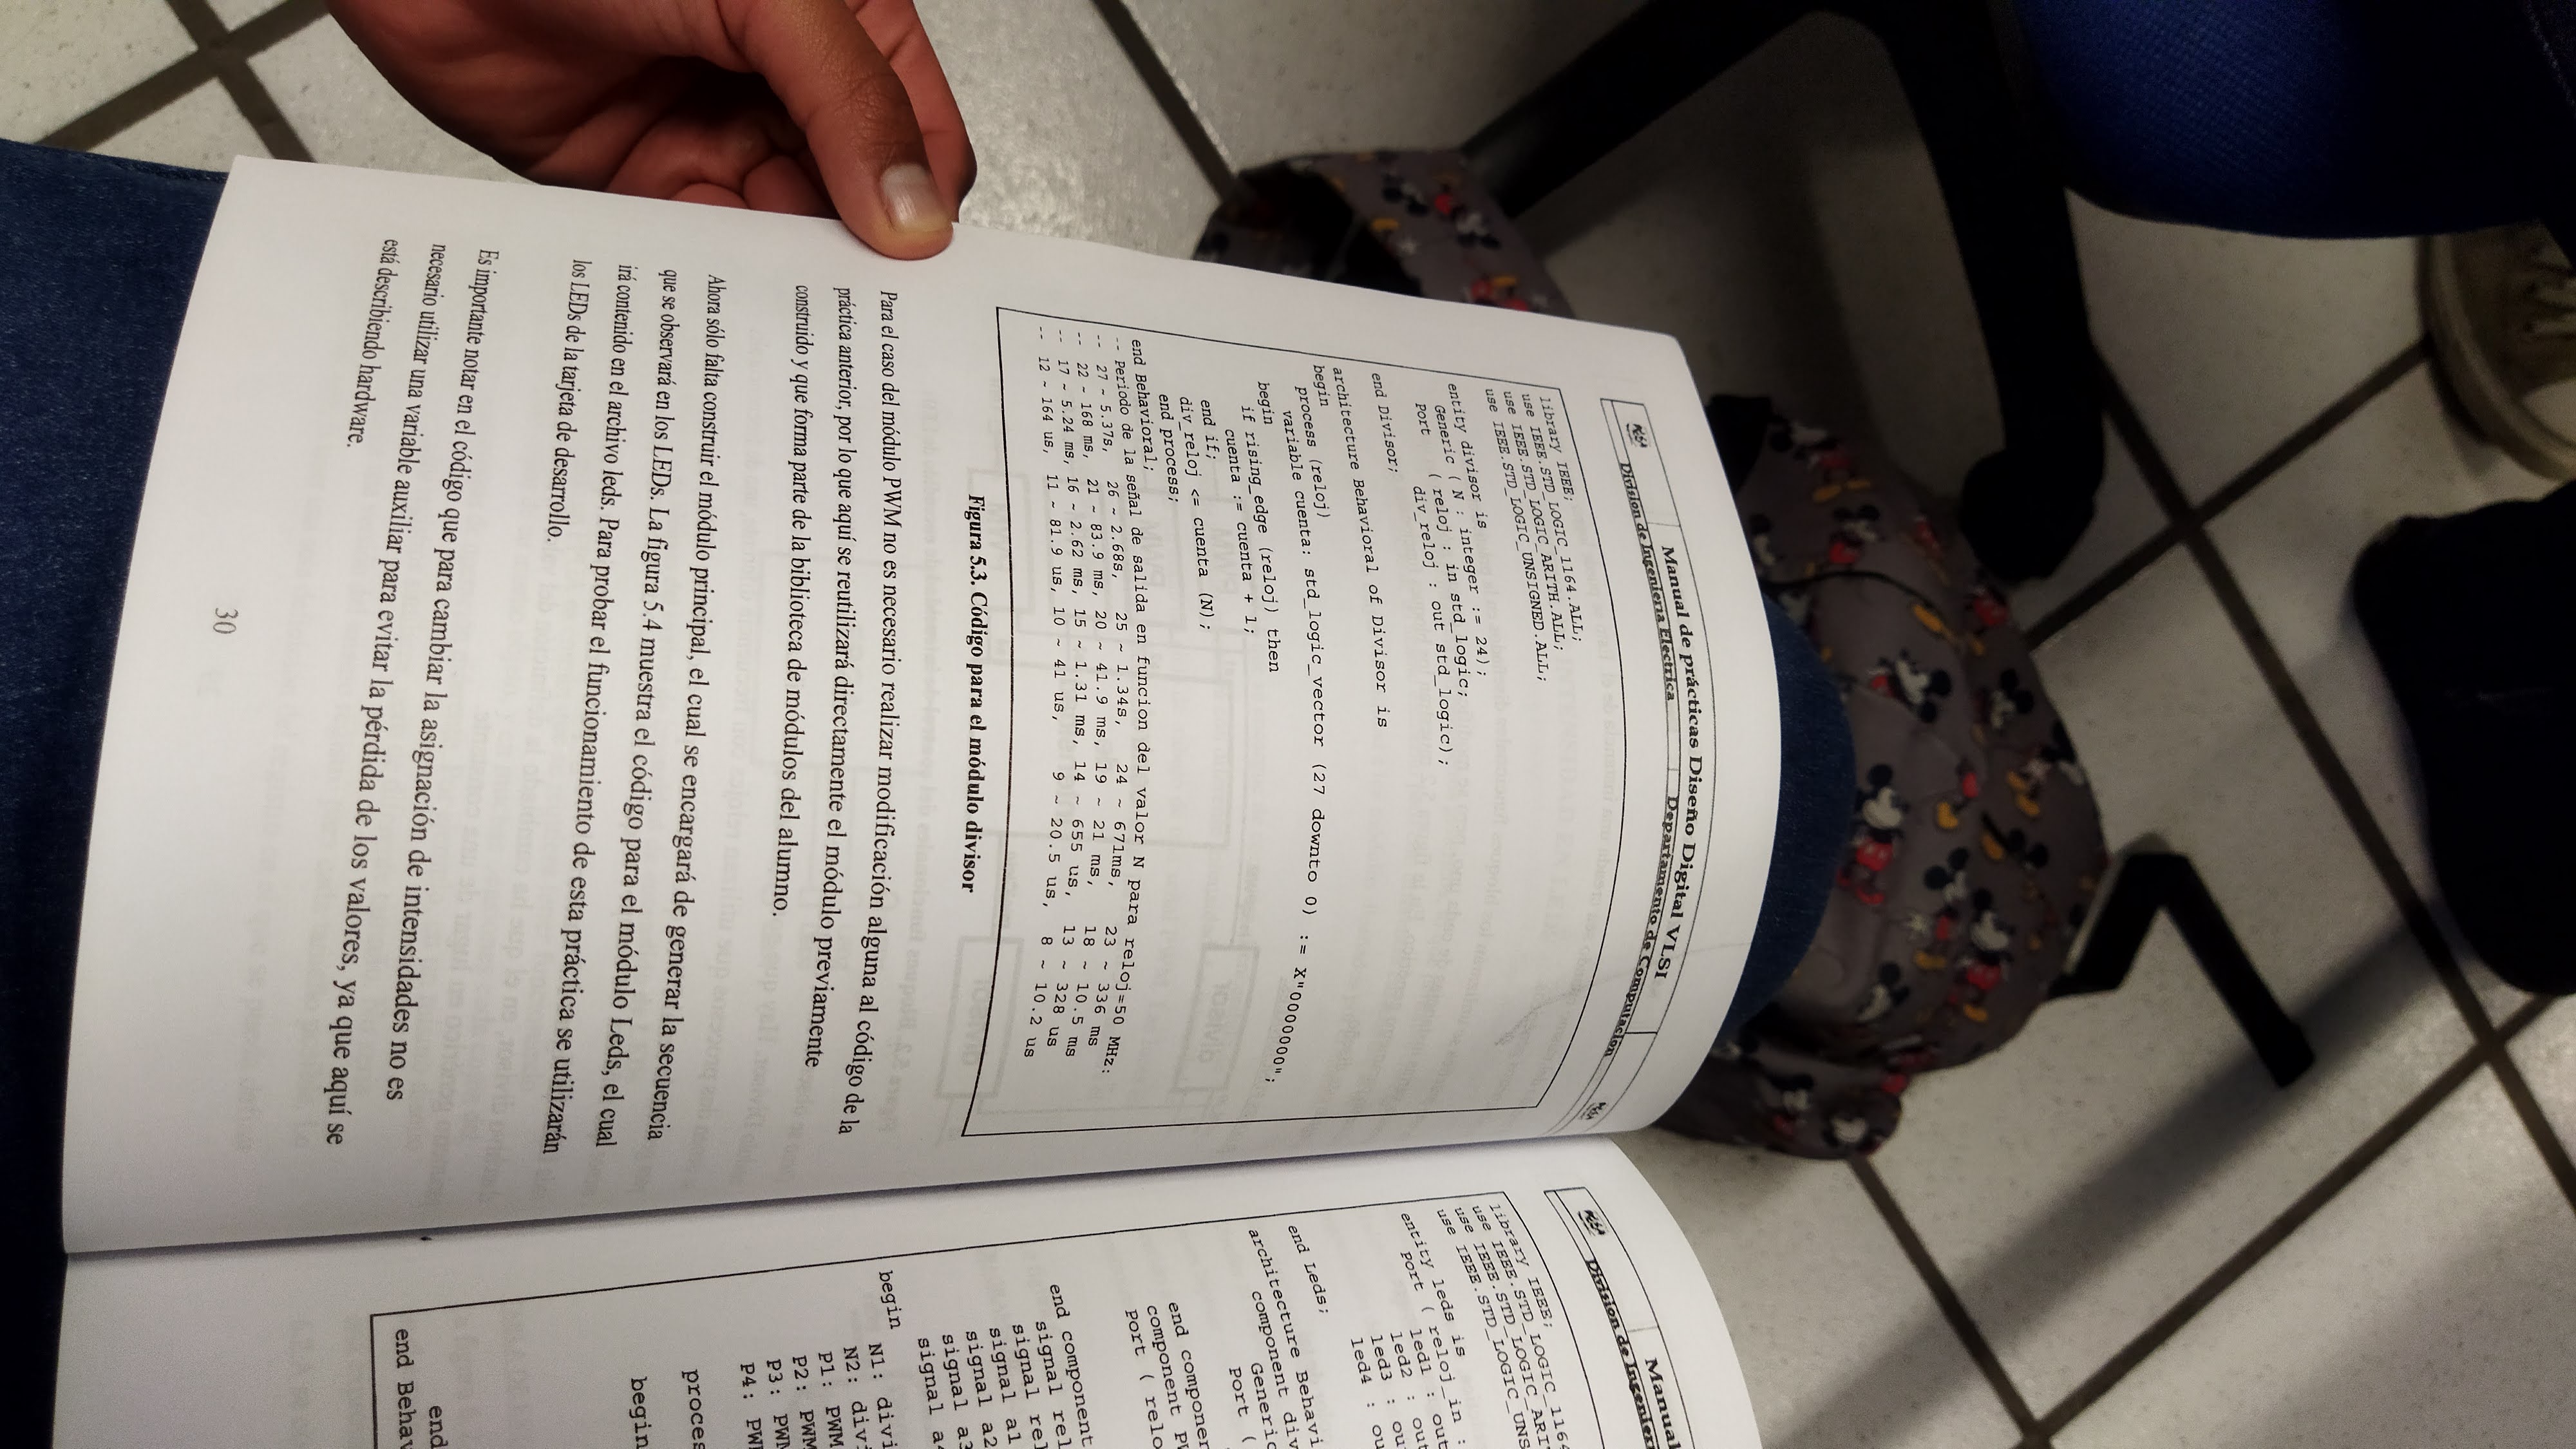 Manual de prácticas Diseño Digital VLSI
División de Ingeniería Eléctrica Departamento de Computación
library IEEE;
use IEEE.STD_LOGIC_1164.ALL;
use IEEE.STD_LOGIC_ARITH.ALL;
use IEEE.STD_LOGIC_UNSIGNED.ALL;
entity divisor is
Generic ( N : integer := 24);
Port ( reloj : in std_logic;
div_reloj : out std_logic);
end Divisor;
architecture Behavioral of Divisor is
begin
process (reloj)
variable cuenta: std_logic_vector (27 downto 0) := X"0000000";
begin
if rising_edge (reloj) then
cuenta := cuenta + 1;
end if;
div_reloj <= cuenta (N);
end process;
end Behavioral;
-- Periodo de la señal de salida en funcion del valor N para reloj=50 MHz:
-- 27 ~ 5.37s, 26 ~ 2.68s, 25 ~ 1.34s, 24 ~ 671ms, 23 ~ 336 ms
-- 22 ~ 168 ms, 21 ~ 83.9 ms, 20 ~ 41.9 ms, 19 ~ 21 ms, 18 ~ 10.5 ms
-- 17 ~ 5.24 ms, 16 ~ 2.62 ms, 15 ~ 1.31 ms, 14 ~ 655 us, 13 ~ 328 us
-- 12 ~ 164 us, 11 ~ 81.9 us, 10 ~ 41 us, 9 ~ 20.5 us, 8 ~ 10.2 us
Figura 5.3. Código para el módulo divisor
Para el caso del módulo PWM no es necesario realizar modificación alguna al código de la
práctica anterior, por lo que aquí se reutilizará directamente el módulo previamente
construido y que forma parte de la biblioteca de módulos del alumno.
Ahora sólo falta construir el módulo principal, el cual se encargará de generar la secuencia
que se observará en los LEDs. La figura 5.4 muestra el código para el módulo Leds, el cual
irá contenido en el archivo leds. Para probar el funcionamiento de esta práctica se utilizarán
los LEDs de la tarjeta de desarrollo.
Es importante notar en el código que para cambiar la asignación de intensidades no es
necesario utilizar una variable auxiliar para evitar la pérdida de los valores, ya que aquí se
está describiendo hardware.
30
Manual
División de Ingenier
library IEEE;
use IEEE.STD_LOGIC_1164
use IEEE.STD_LOGIC_ARI
use IEEE.STD_LOGIC_UNS
entity leds is
Port ( reloj_in :
led1 : out
led2 : out
led3 : ou
led4 : ou
end Leds;
architecture Behavi
component div
Generic
Port (
end componen
component PW
Port ( relo
end component
signal rel
signal rel
signal a1
signal a2
signal a3
signal a4
begin
N1: divi
N2: divi
P1: PWM
P2: PWM
P3: PWM
P4: PWM
proces
begin
end
end Behav